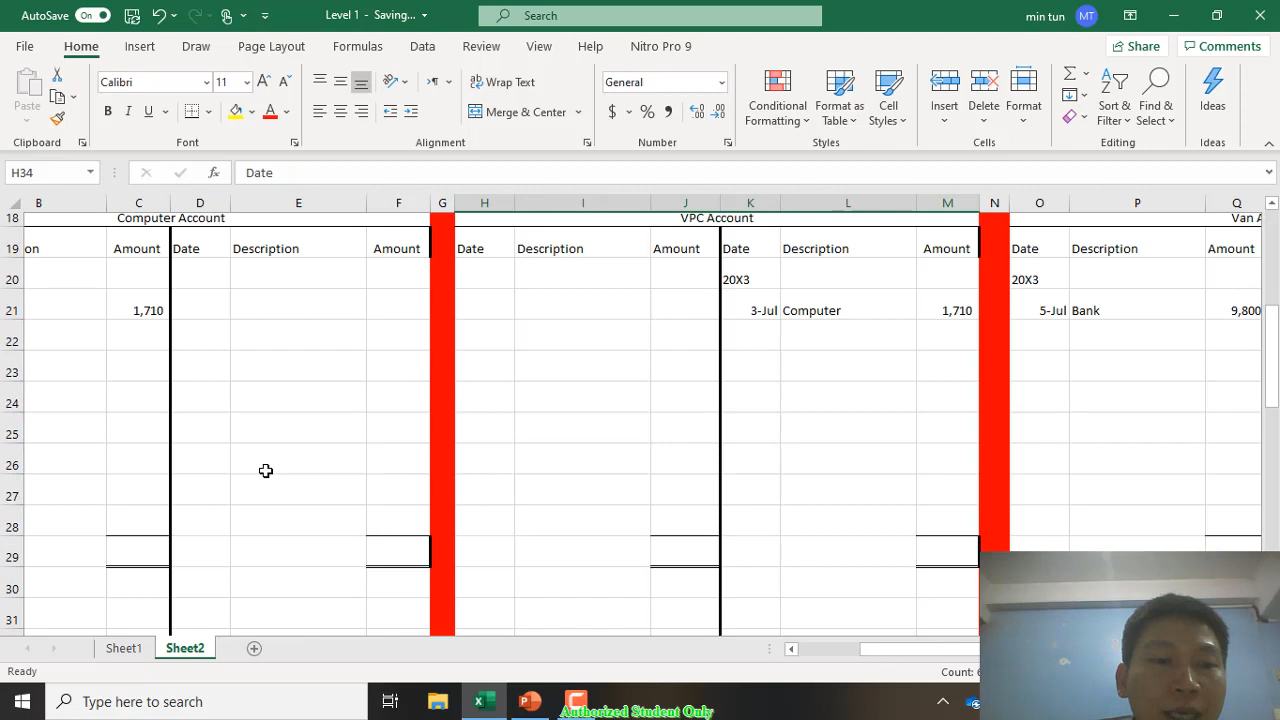 AutoSave On Level 1 - Saving... Search min tun MT
File Home Insert Draw Page Layout Formulas Data Review View Help Nitro Pro 9 Share Comments
Paste Calibri 11 Wrap Text General Conditional Formatting Format as Table Cell Styles Insert Delete Format Sort & Filter Find & Select Ideas
B I U A Merge & Center $ % ,
Clipboard Font Alignment Number Styles Cells Editing Ideas
H34 fx Date
B C D E F G H I J K L M N O P Q
18 Computer Account VPC Account Van A
19 on Amount Date Description Amount Date Description Amount Date Description Amount Date Description Amount
20 20X3 20X3
21 1,710 3-Jul Computer 1,710 5-Jul Bank 9,800
22
23
24
25
26
27
28
29
30
31
Sheet1 Sheet2
Ready Count: 6
Type here to search
Authorized Student Only